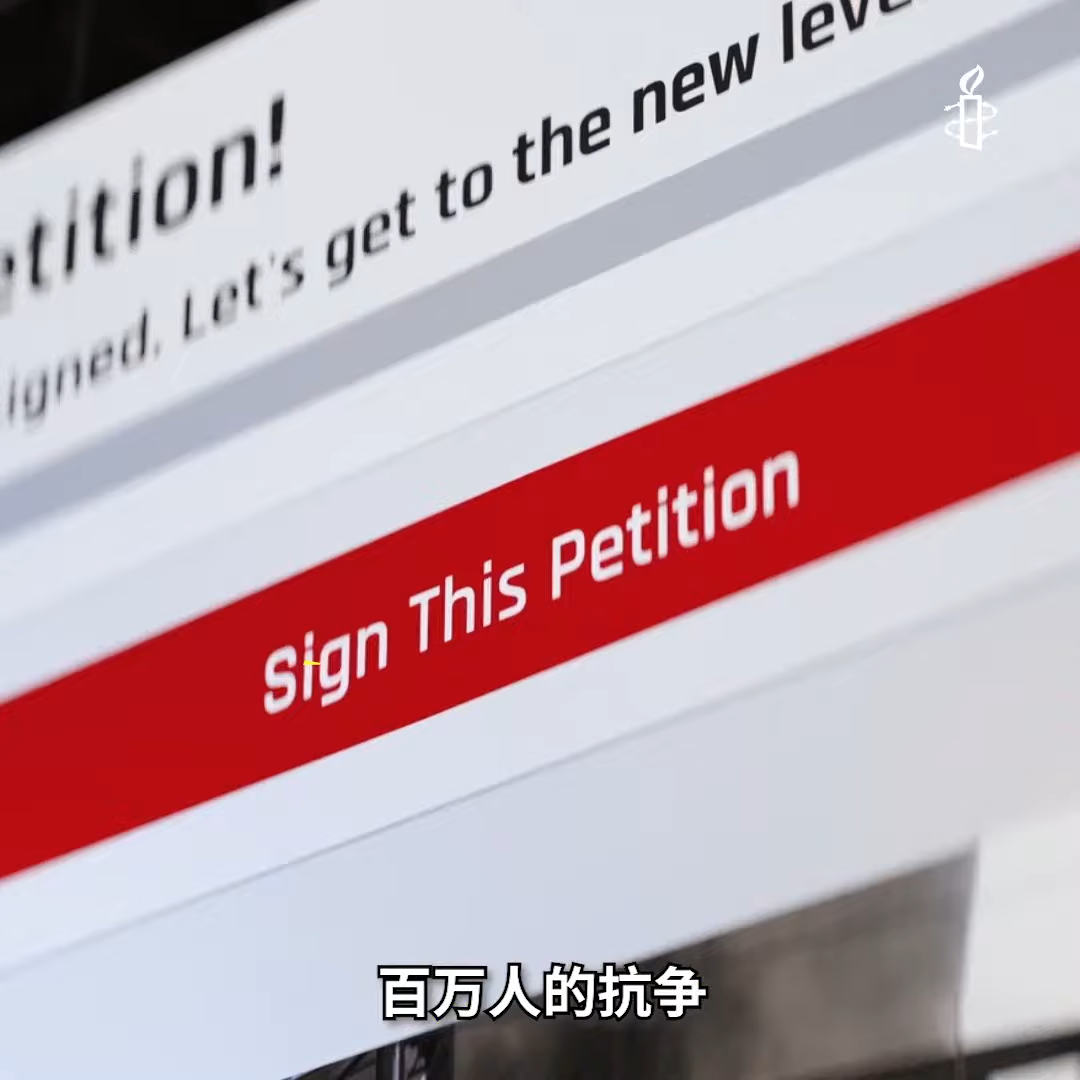 etition!
igned. Let's get to the new leve
Sign This Petition
百万人的抗争